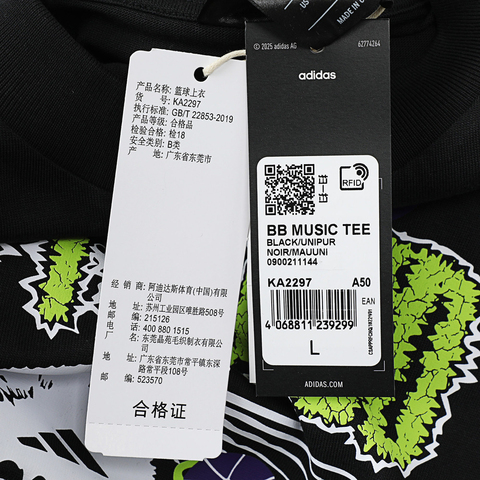 产品名称: 篮球上衣
货 号: KA2297
执行标准: GB/T 22853-2019
产品等级: 合格品
检验合格: 检18
安全类别: B类
产 地: 广东省东莞市
经 销 商: 阿迪达斯体育(中国)有限
公司
地 址: 苏州工业园区唯胜路508号
邮 编: 215126
电 话: 400 880 1515
厂 名: 东莞晶苑毛织制衣有限公
司
地 址: 广东省东莞市常平镇东深
路常平段108号
邮 编: 523570
合格证
US
MADE IN
© 2025 adidas AG 62774264
adidas
RFID
BB MUSIC TEE
BLACK/UNIPUR
NOIR/MAUUNI
0900211144
KA2297 A50
EAN
4 068811 239299
L
ADIDAS.COM